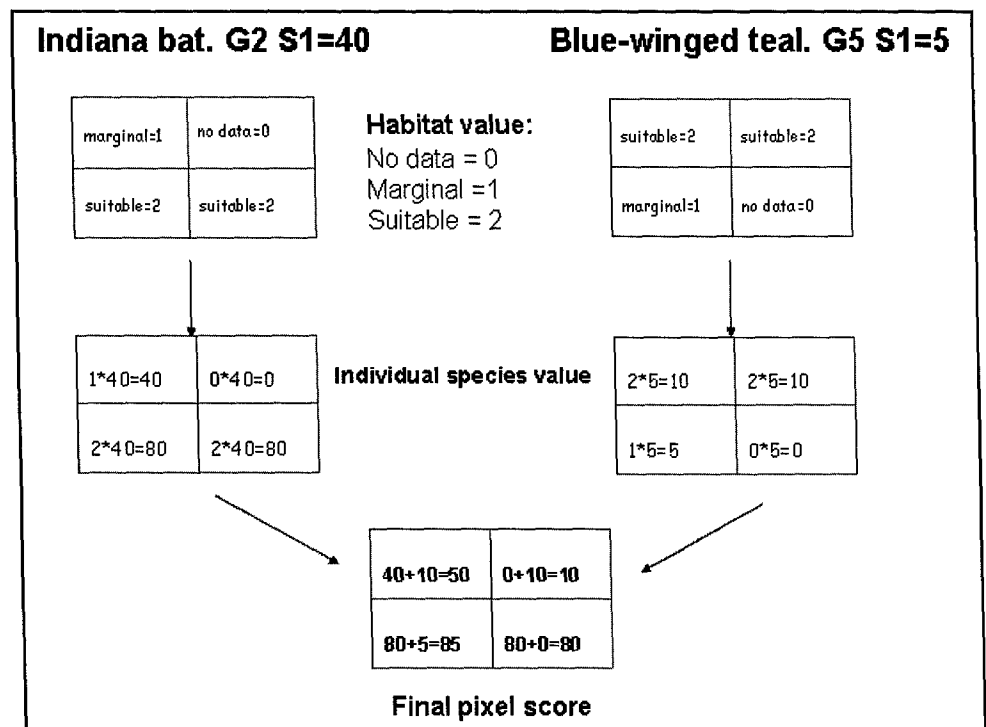 Indiana bat. G2 S1=40
Blue-winged teal. G5 S1=5
marginal=1
no data=0
suitable=2
suitable=2
Habitat value:
No data = 0
Marginal =1
Suitable = 2
suitable=2
suitable=2
marginal=1
no data=0
1*40=40
0*40=0
2*40=80
2*40=80
Individual species value
2*5=10
2*5=10
1*5=5
0*5=0
40+10=50
0+10=10
80+5=85
80+0=80
Final pixel score